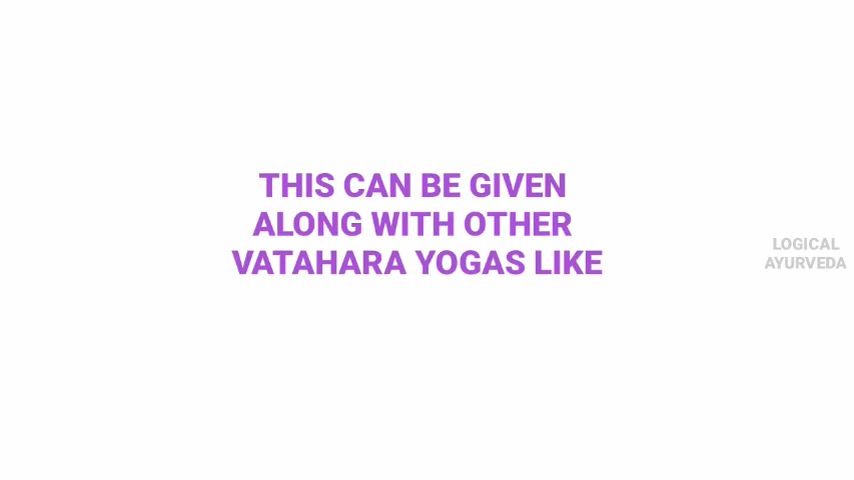 THIS CAN BE GIVEN
ALONG WITH OTHER
VATAHARA YOGAS LIKE
LOGICAL
AYURVEDA